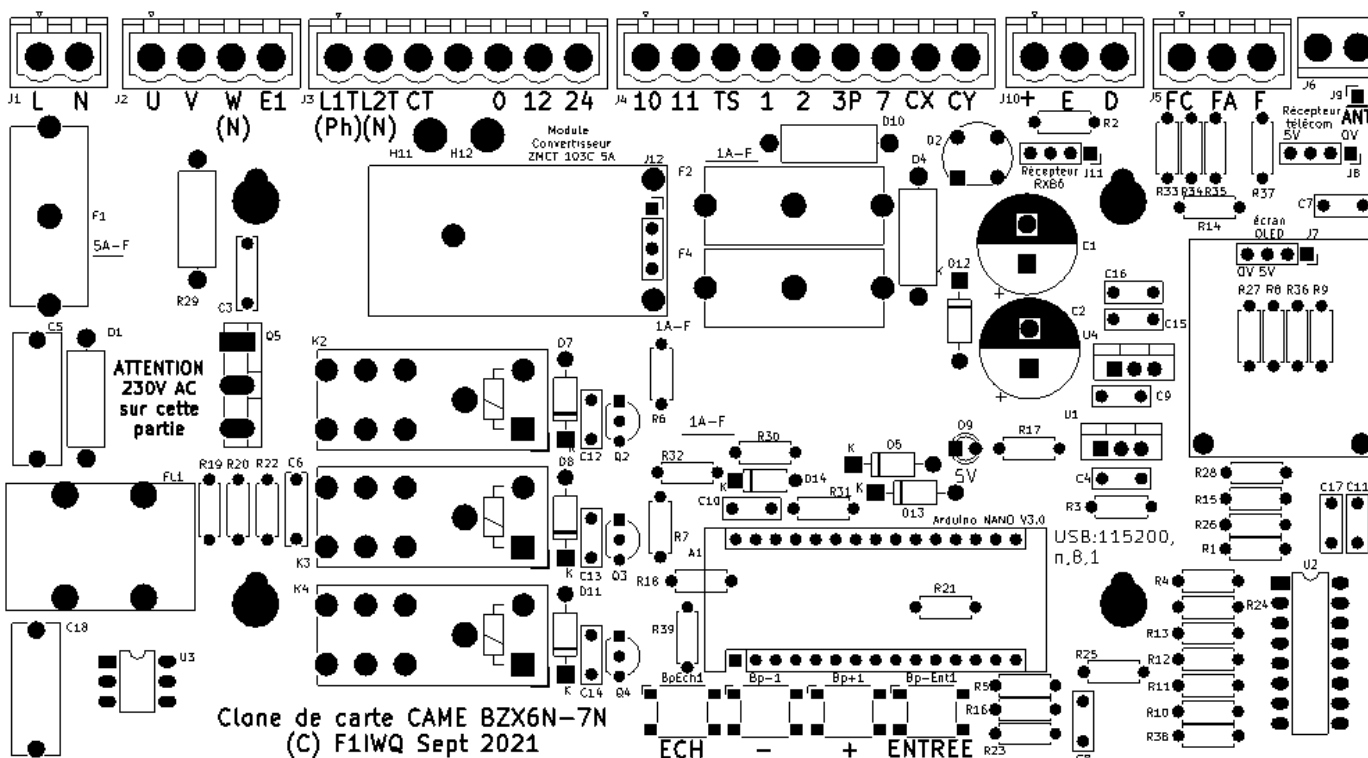 J1 L N
J2 U V W E1
(N)
J3 L1T L2T CT 0 12 24
(Ph)(N)
J4 10 11 TS 1 2 3P 7 CX CY
J10 + E D
J5 FC FA F
J6
J9
ANT
H11 H12
Module
Convertisseur
ZMCT 103C 5A
J12
D10
1A-F
F2
D4
D2
R2
J11
Récepteur
RXB6
R33 R34 R35 R37
Récepteur
télécom
5V 0V
J8
F1
5A-F
R29
C3
F4
1A-F
D12
K
C1
+
R14
C7
écran
OLED
J7
0V 5V
C16
C15
R27 R8 R36 R9
C5
D1
Q5
ATTENTION
230V AC
sur cette
partie
K2
D7
K
C12
Q2
R6
1A-F
C2
+
U4
C9
U1
FL1
R19 R20 R22 C6
K3
D8
K
C13
Q3
R32
R30
K
D14
C10
R31
K
D5
K
D13
D9
5V
R17
C4
R3
R28
R15
R26
R1
C17 C11
R7
A1
Arduino NANO V3.0
USB:115200,
n,8,1
R18
R21
R39
K4
D11
K
C14
Q4
C18
U3
R4
R24
U2
R13
R12
R11
R10
R38
R25
BpEch1 Bp-1 Bp+1 Bp-Ent1
R5
R16
R23
C8
ECH - + ENTREE
Clone de carte CAME BZX6N-7N
(C) F1IWQ Sept 2021